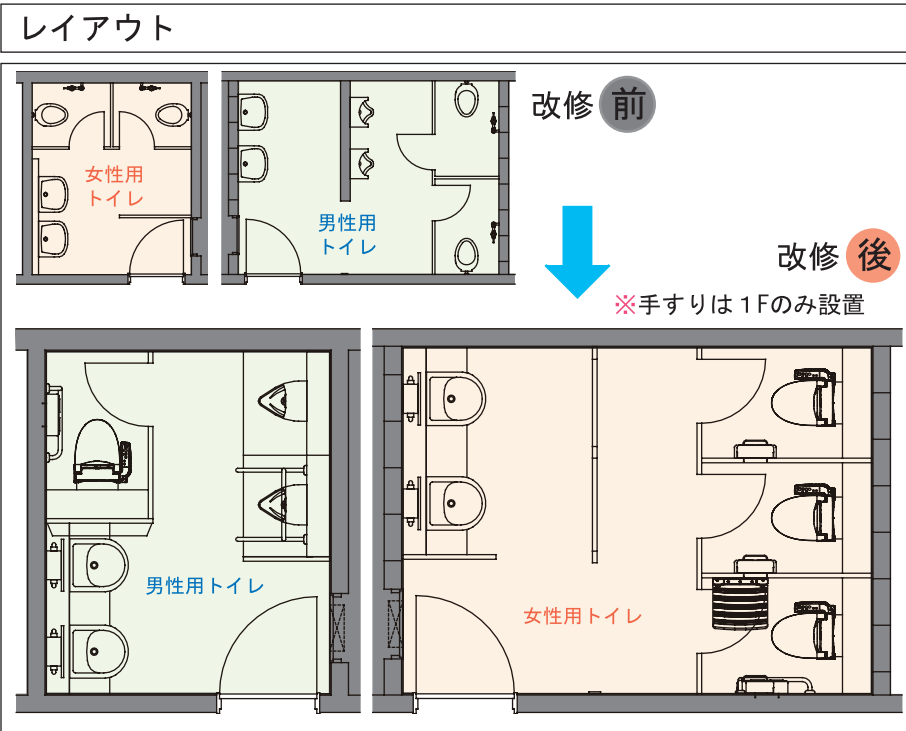 レイアウト
改修 前
女性用
トイレ
男性用
トイレ
改修 後
※手すりは1Fのみ設置
男性用トイレ
女性用トイレ